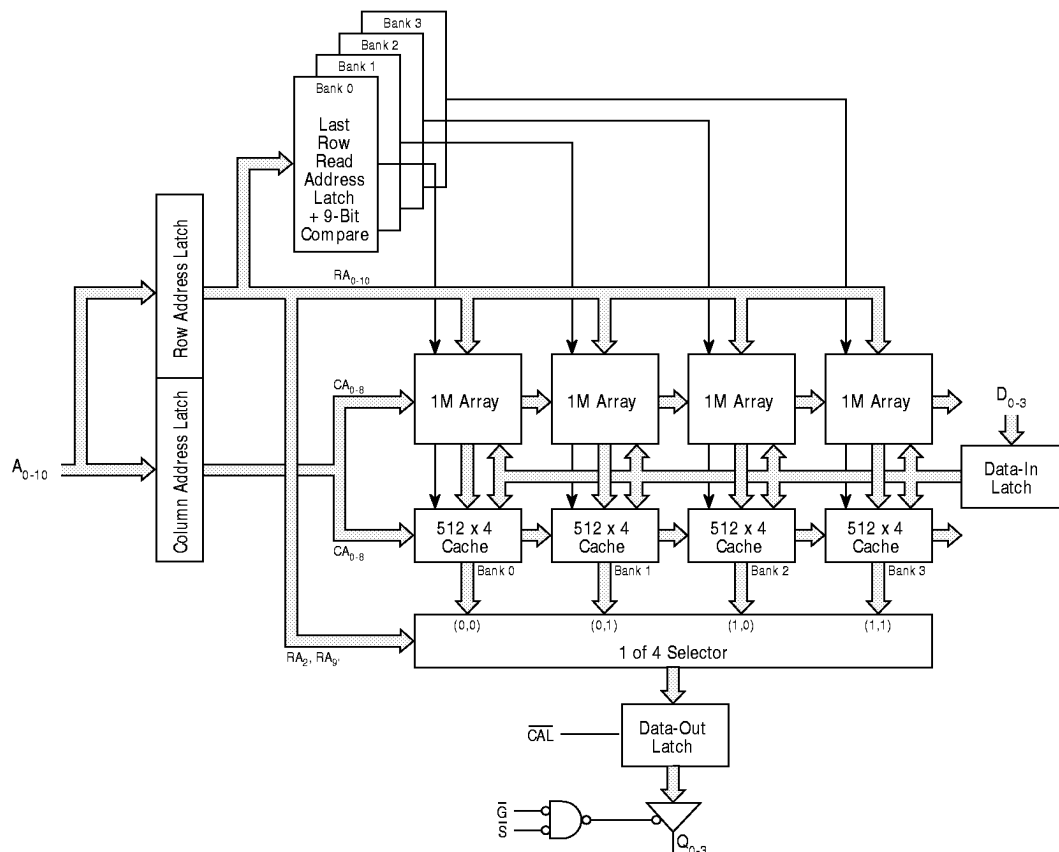 Bank 3
Bank 2
Bank 1
Bank 0
Last
Row
Read
Address
Latch
+ 9-Bit
Compare
Row Address Latch
Column Address Latch
A0-10
RA0-10
CA0-8
CA0-8
1M Array
1M Array
1M Array
1M Array
D0-3
Data-In
Latch
512 x 4
Cache
512 x 4
Cache
512 x 4
Cache
512 x 4
Cache
Bank 0
Bank 1
Bank 2
Bank 3
(0,0)
(0,1)
(1,0)
(1,1)
1 of 4 Selector
RA2, RA9'
CAL
Data-Out
Latch
G
S
Q0-3